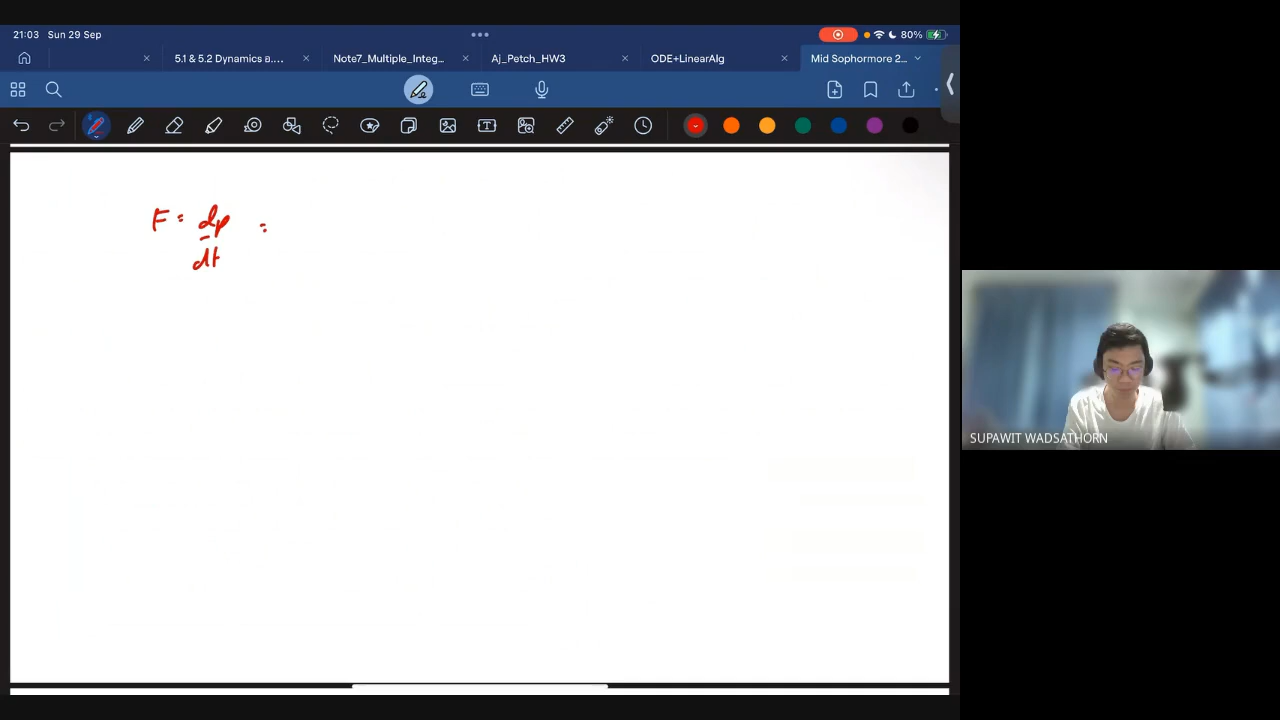 21:03 Sun 29 Sep
80%
5.1 & 5.2 Dynamics a....
Note7_Multiple_Integ...
Aj_Petch_HW3
ODE+LinearAlg
Mid Sophormore 2...
F = dp/dt =
SUPAWIT WADSATHORN